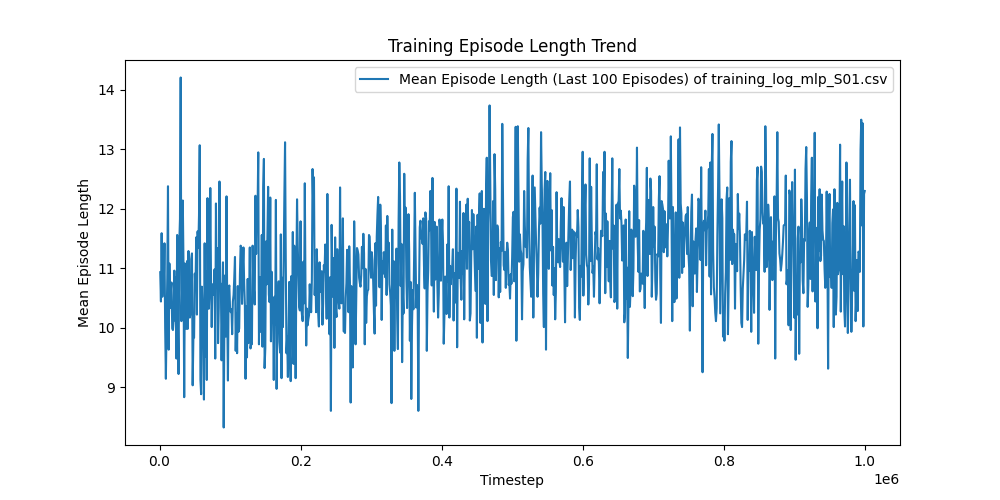 Training Episode Length Trend
Mean Episode Length (Last 100 Episodes) of training_log_mlp_S01.csv
Mean Episode Length
14
13
12
11
10
9
0.0 0.2 0.4 0.6 0.8 1.0
1e6
Timestep